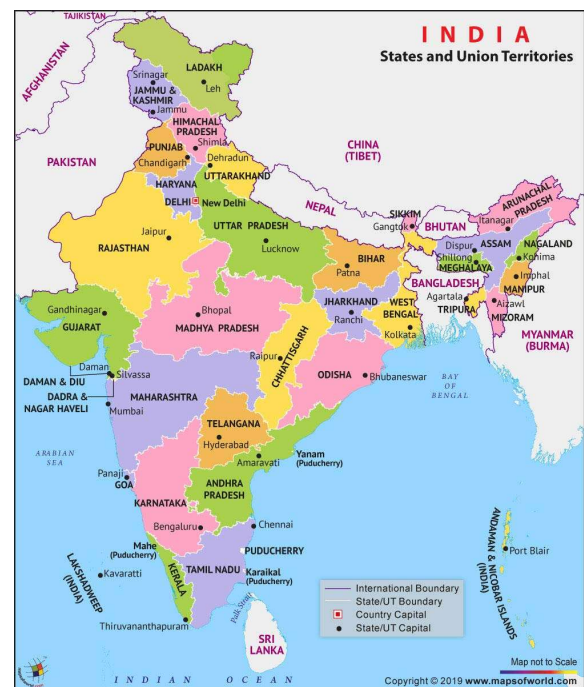 TAJIKISTAN
INDIA
States and Union Territories
AFGHANISTAN
LADAKH
Srinagar
Leh
JAMMU &
KASHMIR
Jammu
HIMACHAL
PRADESH
Shimla
PUNJAB
Chandigarh
Dehradun
UTTARAKHAND
PAKISTAN
CHINA
(TIBET)
HARYANA
DELHI
New Delhi
NEPAL
SIKKIM
Gangtok
BHUTAN
ARUNACHAL
PRADESH
Itanagar
RAJASTHAN
Jaipur
UTTAR PRADESH
Lucknow
BIHAR
Patna
Dispur
ASSAM
NAGALAND
Shillong
Kohima
MEGHALAYA
Imphal
MANIPUR
BANGLADESH
Agartala
TRIPURA
Aizawl
MIZORAM
MYANMAR
(BURMA)
Gandhinagar
GUJARAT
Bhopal
MADHYA PRADESH
JHARKHAND
Ranchi
WEST
BENGAL
Kolkata
CHHATTISGARH
Raipur
ODISHA
Bhubaneswar
BAY
OF
BENGAL
Daman
Silvassa
DAMAN & DIU
DADRA &
NAGAR HAVELI
Mumbai
MAHARASHTRA
TELANGANA
Hyderabad
Amaravati
Yanam
(Puducherry)
ARABIAN
SEA
Panaji
GOA
ANDHRA
PRADESH
KARNATAKA
Bengaluru
Chennai
Mahe
(Puducherry)
PUDUCHERRY
TAMIL NADU
Karaikal
(Puducherry)
KERALA
LAKSHADWEEP
(INDIA)
Kavaratti
Thiruvananthapuram
Palk Strait
SRI
LANKA
ANDAMAN & NICOBAR ISLANDS
(INDIA)
Port Blair
International Boundary
State/UT Boundary
Country Capital
State/UT Capital
Map not to Scale
INDIAN OCEAN
Copyright © 2019 www.mapsofworld.com